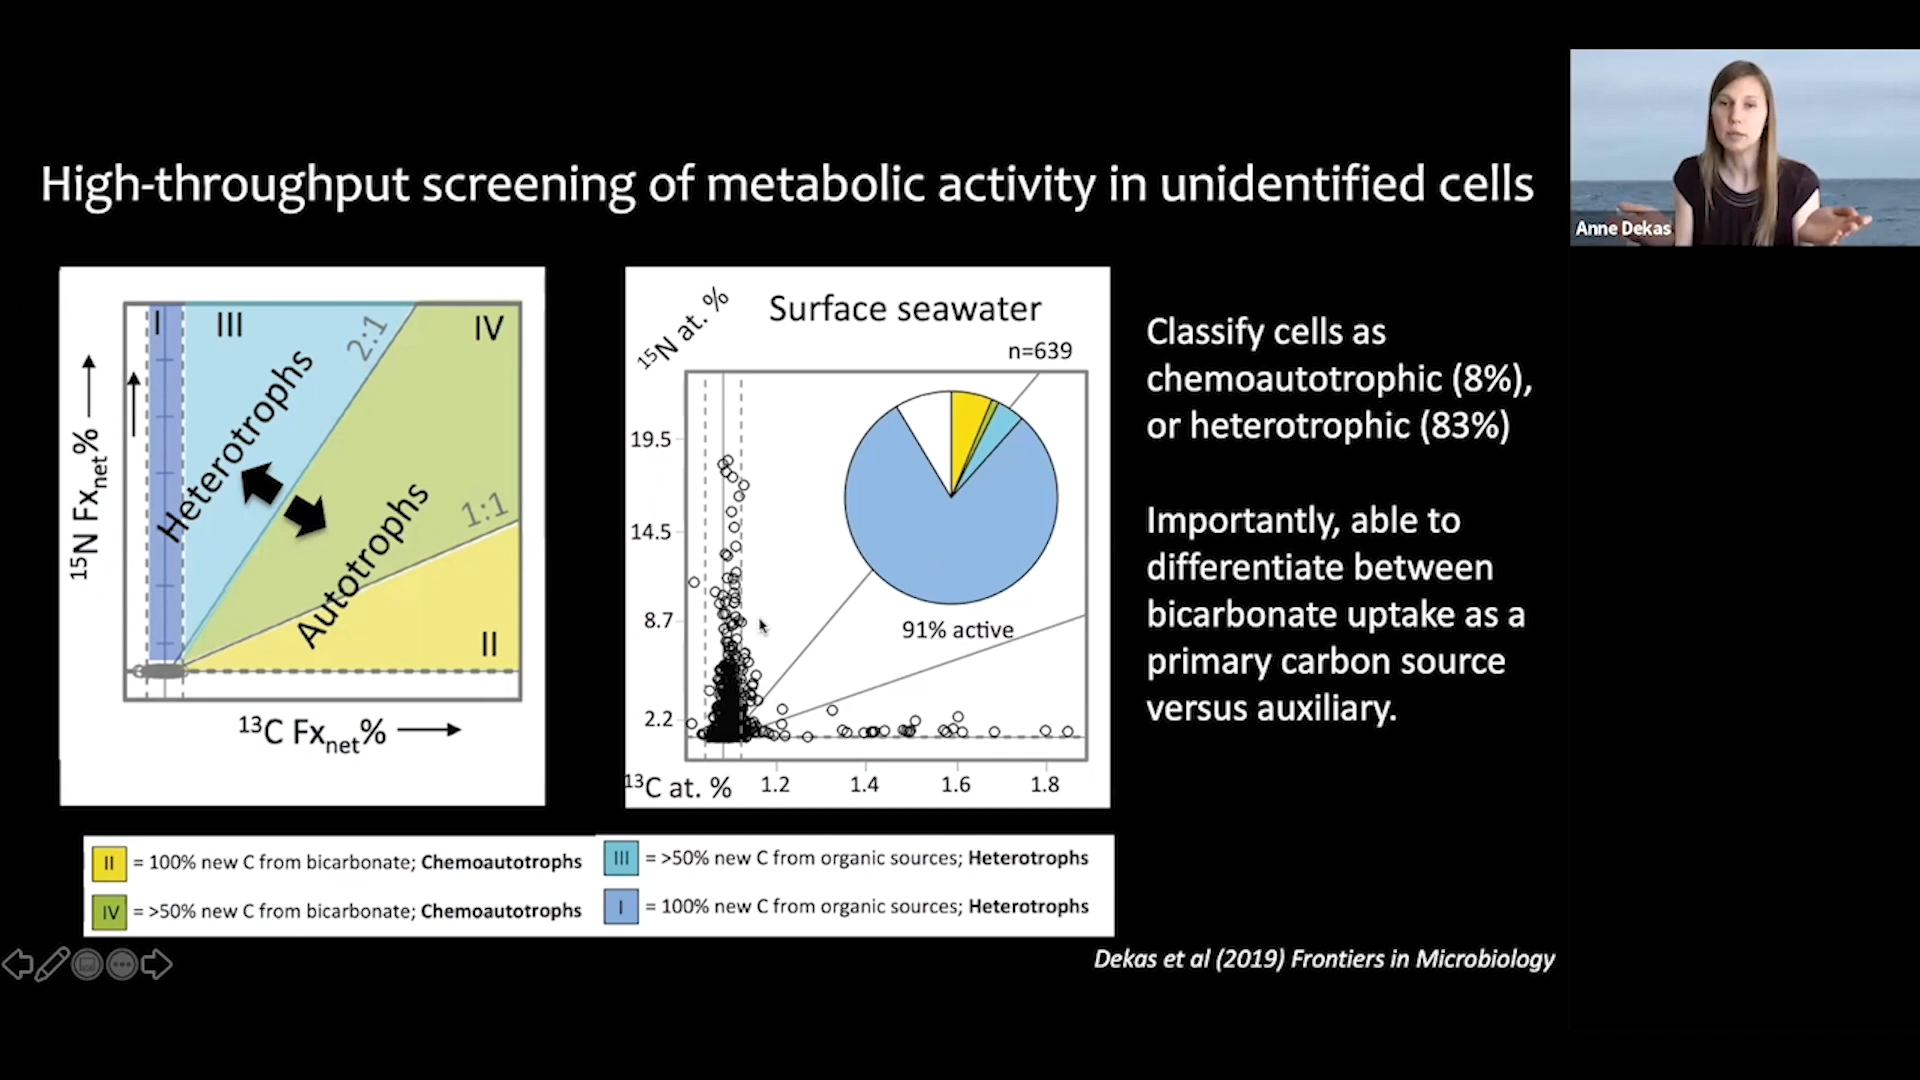 High-throughput screening of metabolic activity in unidentified cells
Anne Dekas
I
III
2:1
IV
Heterotrophs
Autotrophs
1:1
II
15N Fxnet%
13C Fxnet%
15N at. %
Surface seawater
n=639
19.5
14.5
8.7
2.2
91% active
13C at. %
1.2
1.4
1.6
1.8
Classify cells as
chemoautotrophic (8%),
or heterotrophic (83%)
Importantly, able to
differentiate between
bicarbonate uptake as a
primary carbon source
versus auxiliary.
II = 100% new C from bicarbonate; Chemoautotrophs
III = >50% new C from organic sources; Heterotrophs
IV = >50% new C from bicarbonate; Chemoautotrophs
I = 100% new C from organic sources; Heterotrophs
Dekas et al (2019) Frontiers in Microbiology